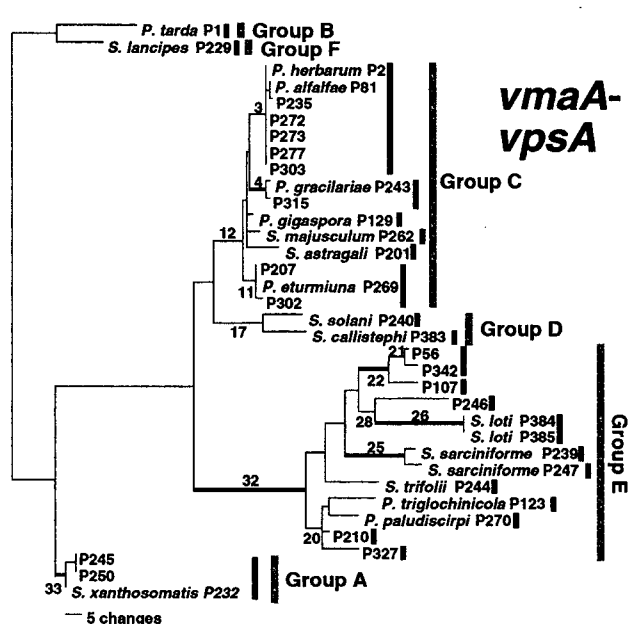 P. tarda P1
Group B
S. lancipes P229
Group F
P. herbarum P2
P. alfalfae P81
P235
3
P272
P273
P277
P303
vmaA-
vpsA
Group C
4
P. gracilariae P243
P315
P. gigaspora P129
12
S. majusculum P262
S. astragali P201
P207
11
P. eturmiuna P269
P302
17
S. solani P240
S. callistephi P383
Group D
21
P56
P342
22
P107
P246
28
26
S. loti P384
S. loti P385
25
S. sarciniforme P239
S. sarciniforme P247
Group E
32
S. trifolii P244
P. triglochinicola P123
P. paludiscirpi P270
20
P210
P327
P245
P250
33
S. xanthosomatis P232
Group A
5 changes